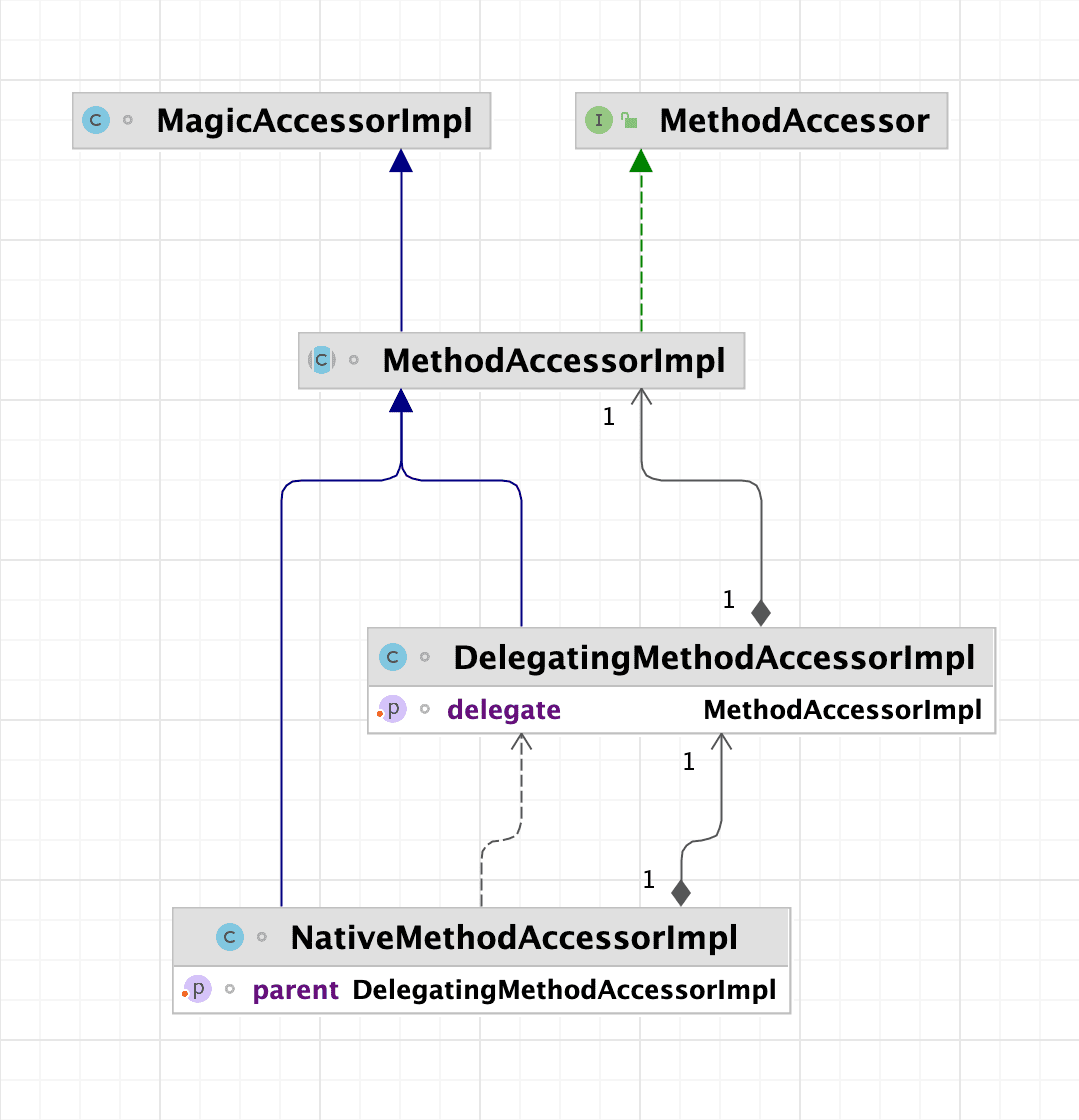 C MagicAccessorImpl
I MethodAccessor
C MethodAccessorImpl
1
1
C DelegatingMethodAccessorImpl
p delegate MethodAccessorImpl
1
1
C NativeMethodAccessorImpl
p parent DelegatingMethodAccessorImpl